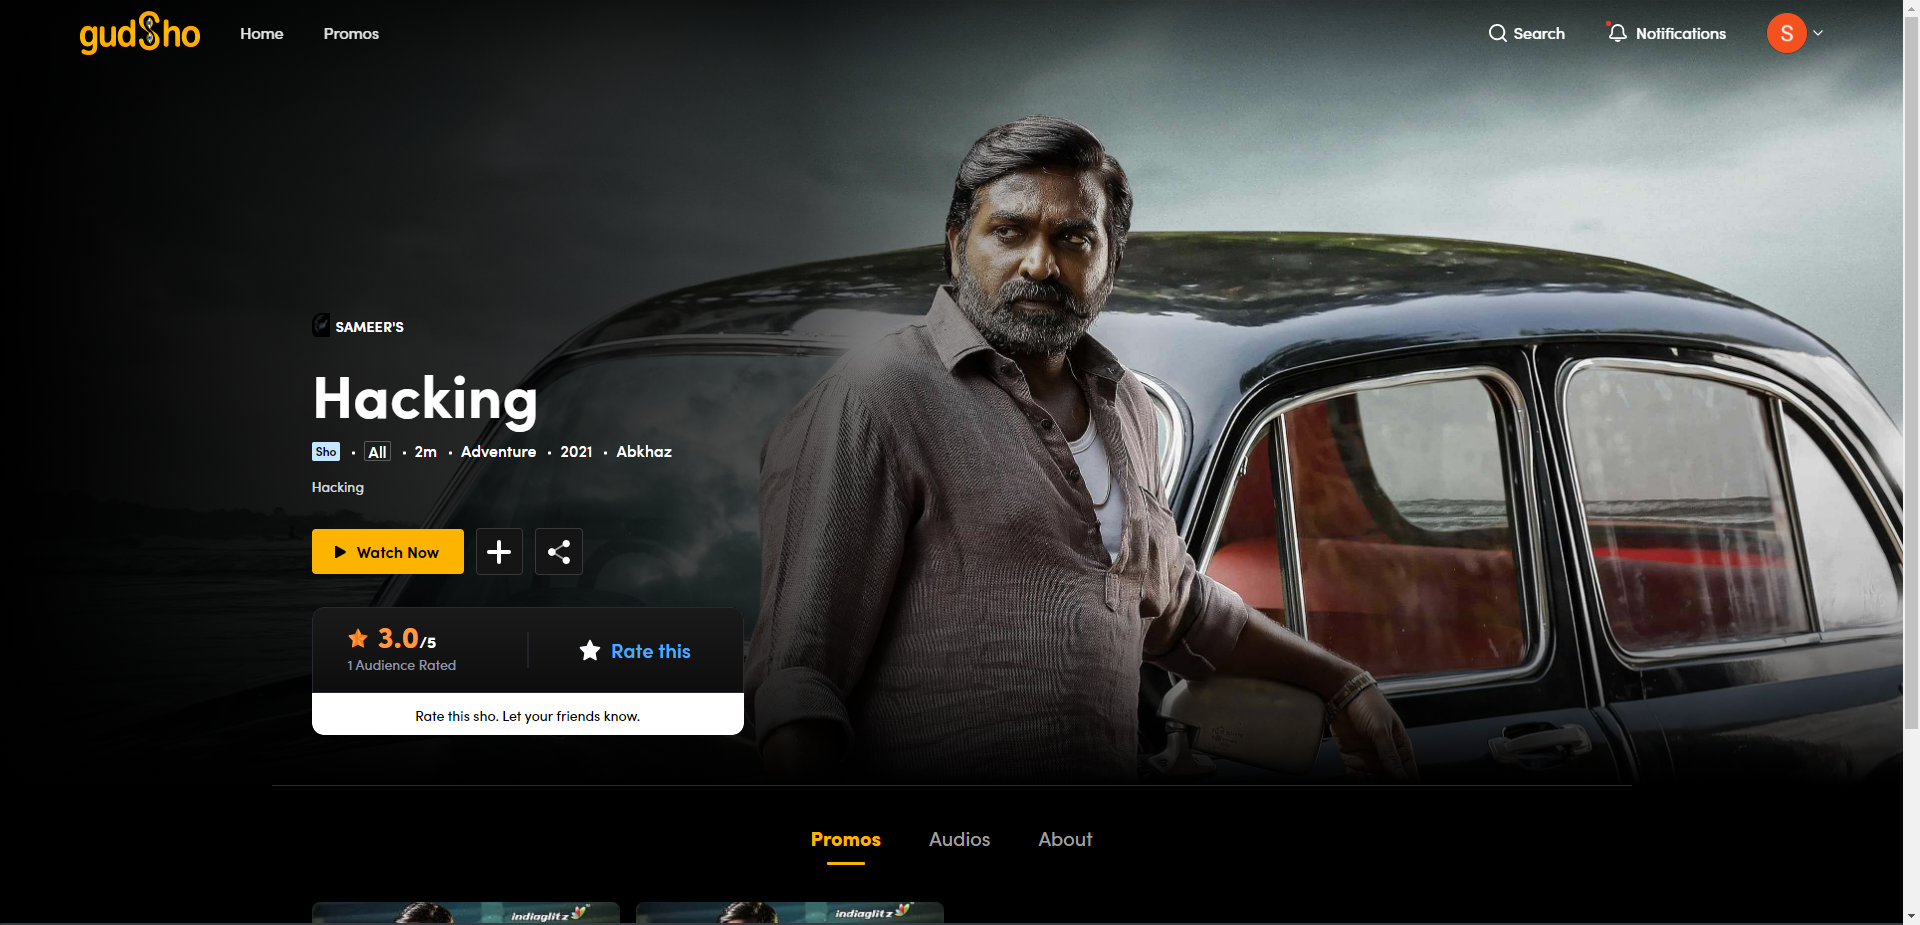 gudSho
Home
Promos
Search
Notifications
S
SAMEER'S
Hacking
Sho · All · 2m · Adventure · 2021 · Abkhaz
Hacking
Watch Now
3.0/5
1 Audience Rated
Rate this
Rate this sho. Let your friends know.
Promos
Audios
About
indiaglitz
indiaglitz